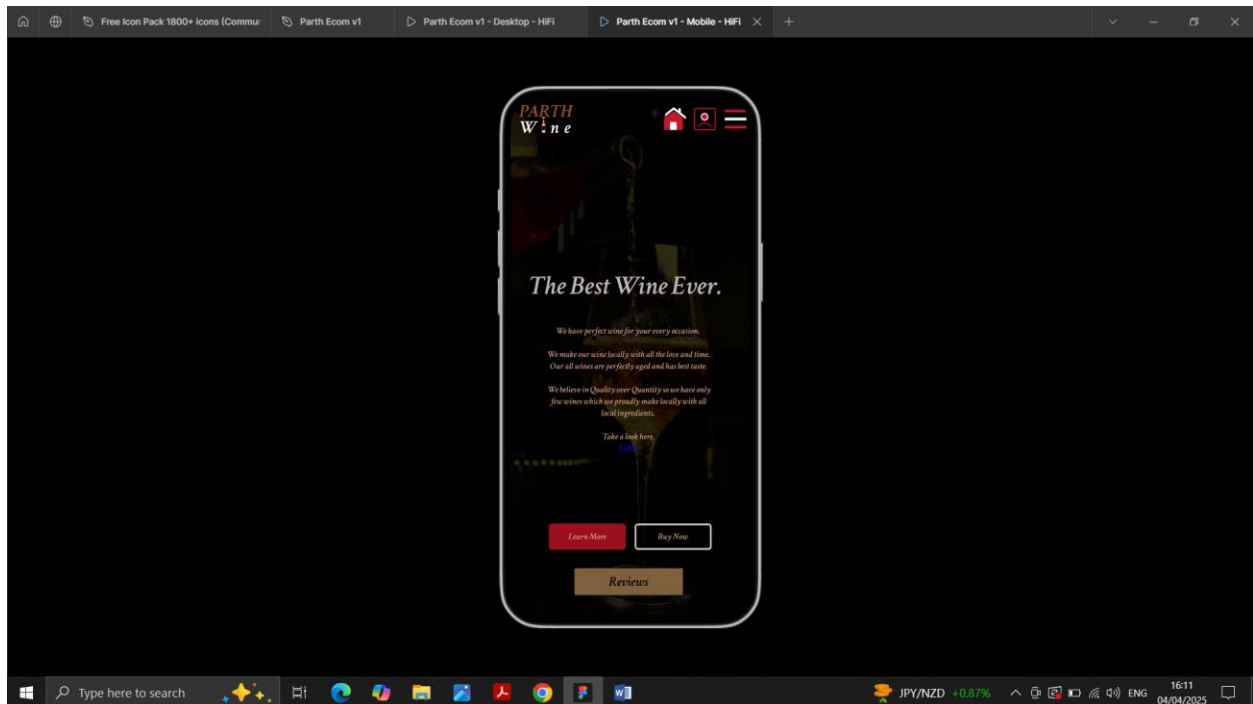 Free Icon Pack 1800+ icons (Commu
Parth Ecom v1
Parth Ecom v1 - Desktop - HiFi
Parth Ecom v1 - Mobile - HiFi
PARTH
W i n e
The Best Wine Ever.
We have perfect wine for your every occasion.
We make our wine locally with all the love and time.
Our all wines are perfectly aged and has best taste.
We believe in Quality over Quantity so we have only
few wines which we proudly make locally with all
local ingredients.
Take a look here.
Learn More
Buy Now
Reviews
Type here to search
JPY/NZD +0.87%
ENG
16:11
04/04/2025